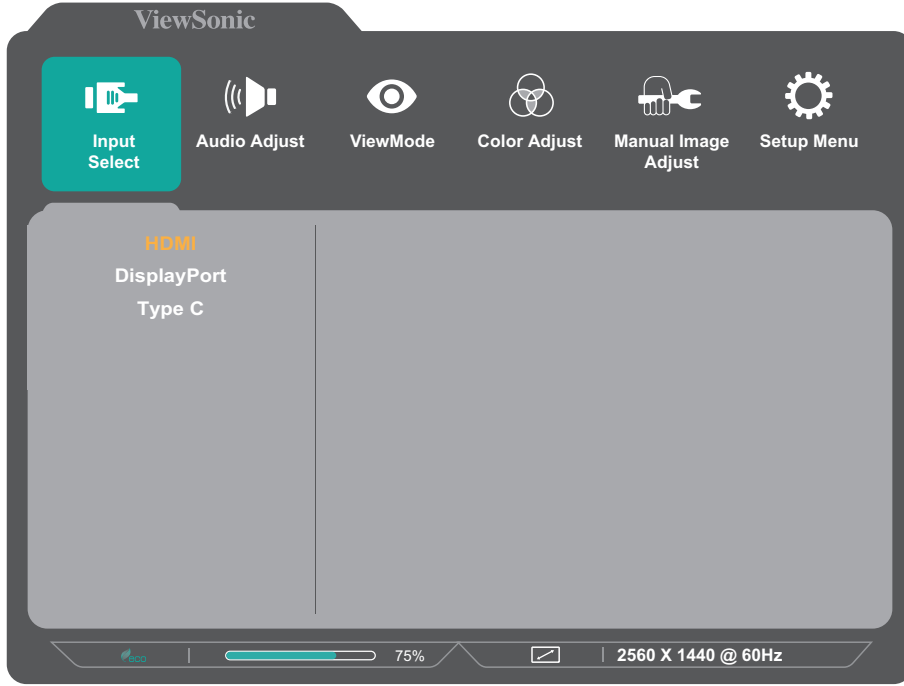 ViewSonic
Input
Select
Audio Adjust
ViewMode
Color Adjust
Manual Image
Adjust
Setup Menu
HDMI
DisplayPort
Type C
eco
75%
2560 X 1440 @ 60Hz